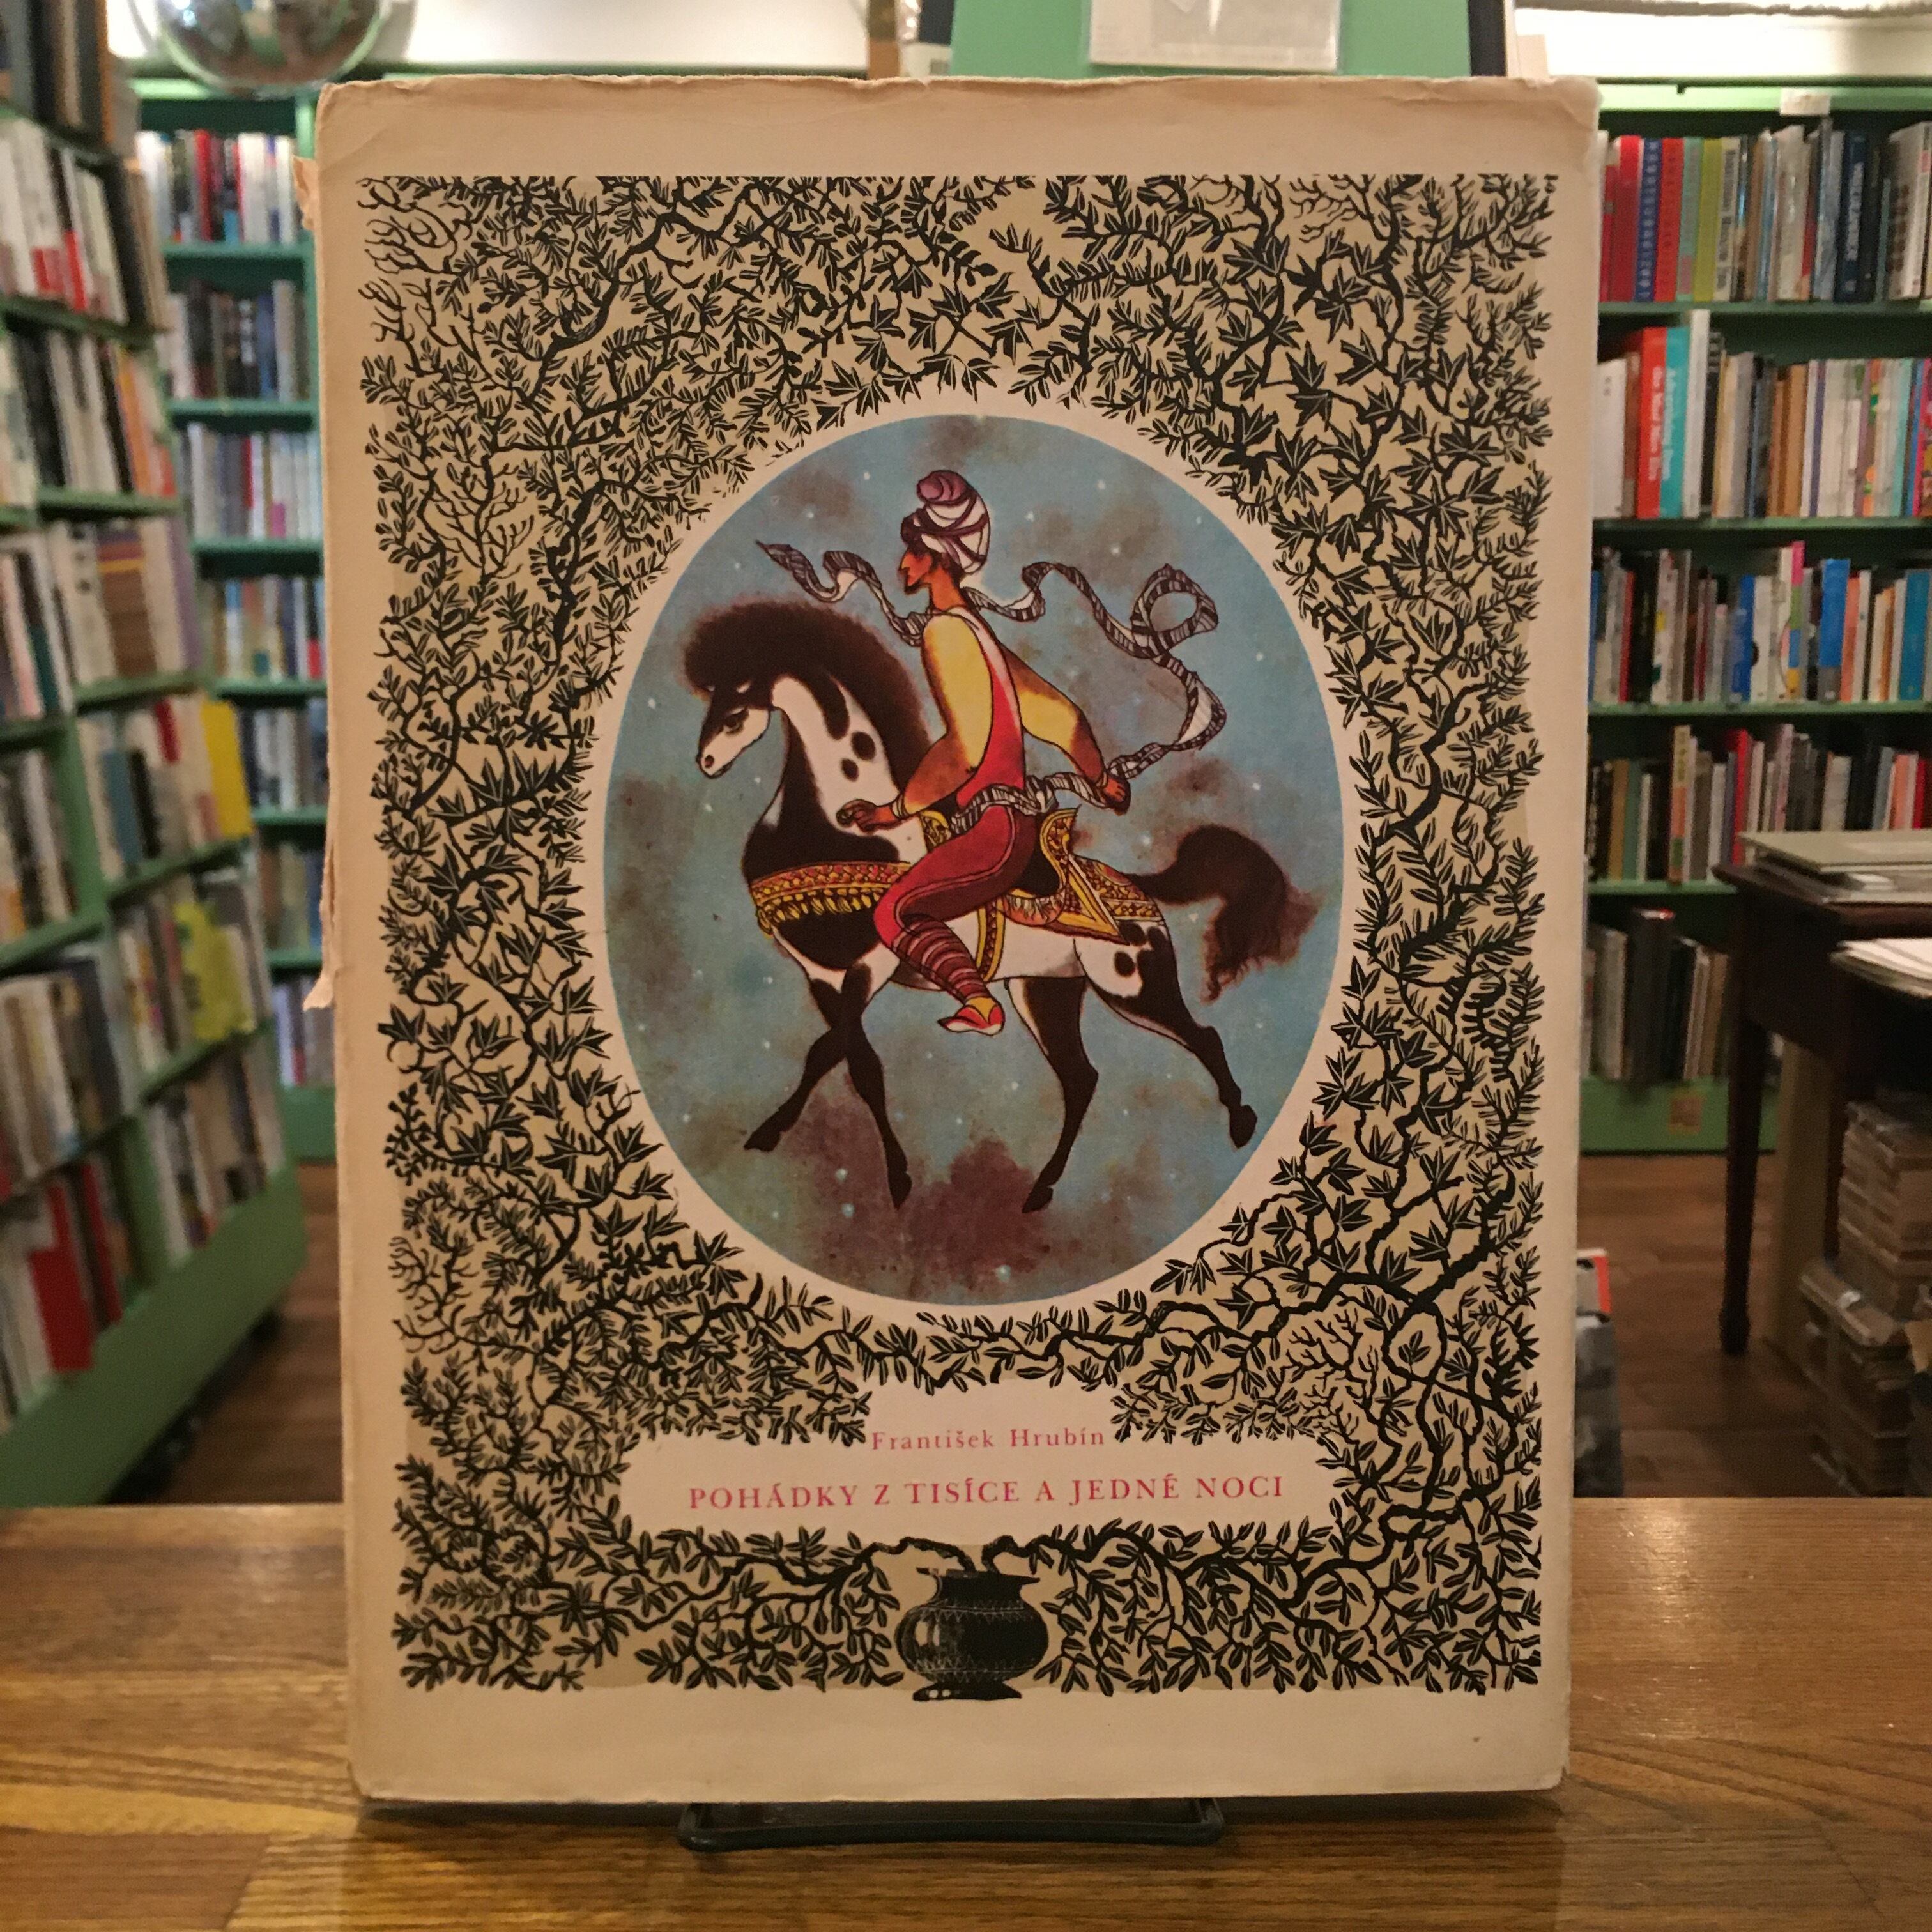 František Hrubín
POHÁDKY Z TISÍCE A JEDNÉ NOCI